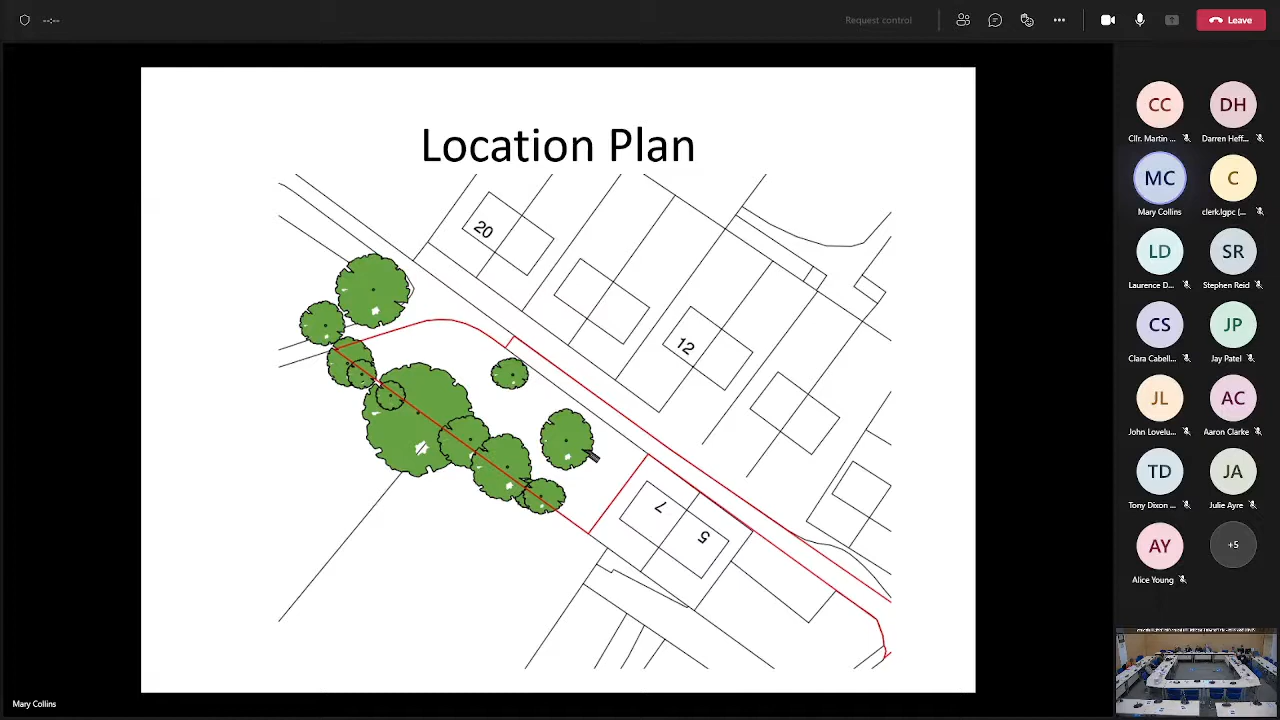 --:--
Request control
Leave
Location Plan
20
12
7
5
CC
DH
Cllr. Martin ...
Darren Heff...
MC
C
Mary Collins
clerk.lgpc (...
LD
SR
Laurence D...
Stephen Reid
CS
JP
Clara Cabell...
Jay Patel
JL
AC
John Lovelu...
Aaron Clarke
TD
JA
Tony Dixon ...
Julie Ayre
AY
+5
Alice Young
Mary Collins